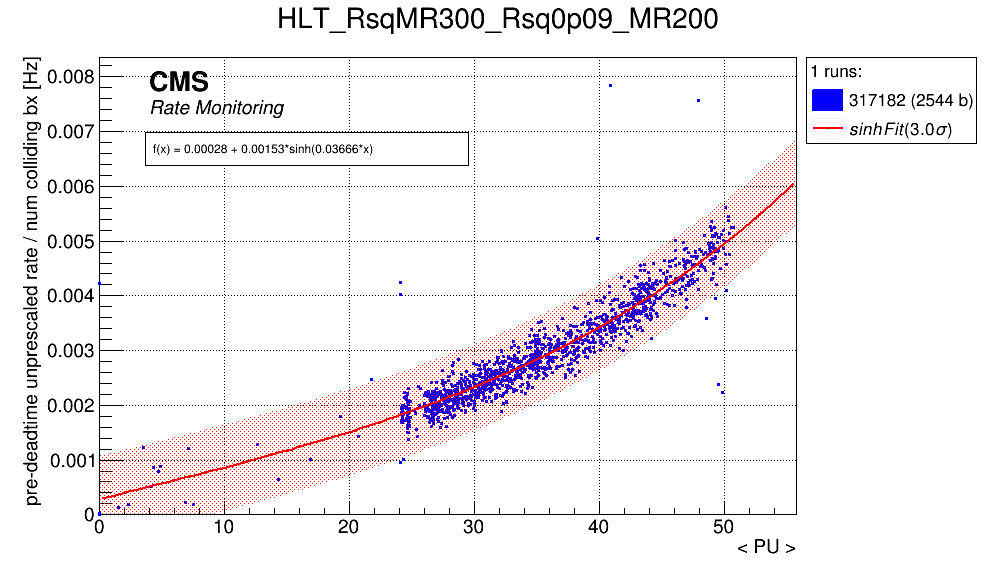 HLT_RsqMR300_Rsq0p09_MR200
pre-deadtime unprescaled rate / num colliding bx [Hz]
0.008
0.007
0.006
0.005
0.004
0.003
0.002
0.001
0
CMS
Rate Monitoring
f(x) = 0.00028 + 0.00153*sinh(0.03666*x)
1 runs:
317182 (2544 b)
sinhFit(3.0σ)
0 10 20 30 40 50
< PU >